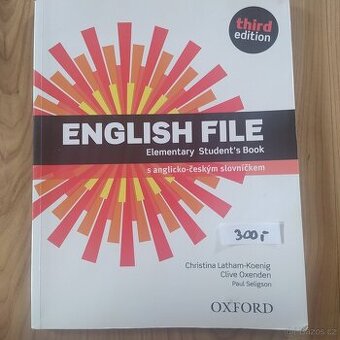 third
edition
ENGLISH FILE
Elementary Student's Book
s anglicko-českým slovníčkem
300,-
Christina Latham-Koenig
Clive Oxenden
Paul Seligson
OXFORD